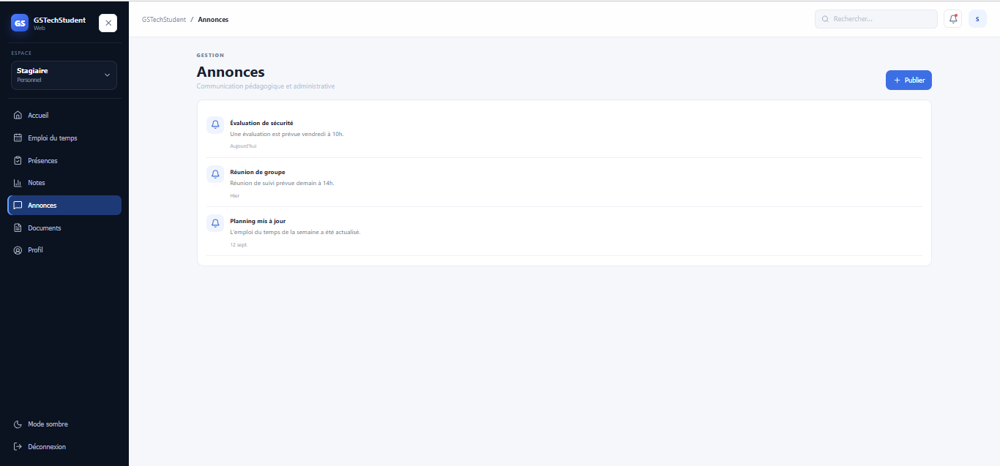 GS
GSTechStudent
Web
ESPACE
Stagiaire
Personnel
Accueil
Emploi du temps
Présences
Notes
Annonces
Documents
Profil
Mode sombre
Déconnexion
GSTechStudent / Annonces
Rechercher...
S
GESTION
Annonces
Communication pédagogique et administrative
+ Publier
Évaluation de sécurité
Une évaluation est prévue vendredi à 10h.
Aujourd'hui
Réunion de groupe
Réunion de suivi prévue demain à 14h.
Hier
Planning mis à jour
L'emploi du temps de la semaine a été actualisé.
12 sept.